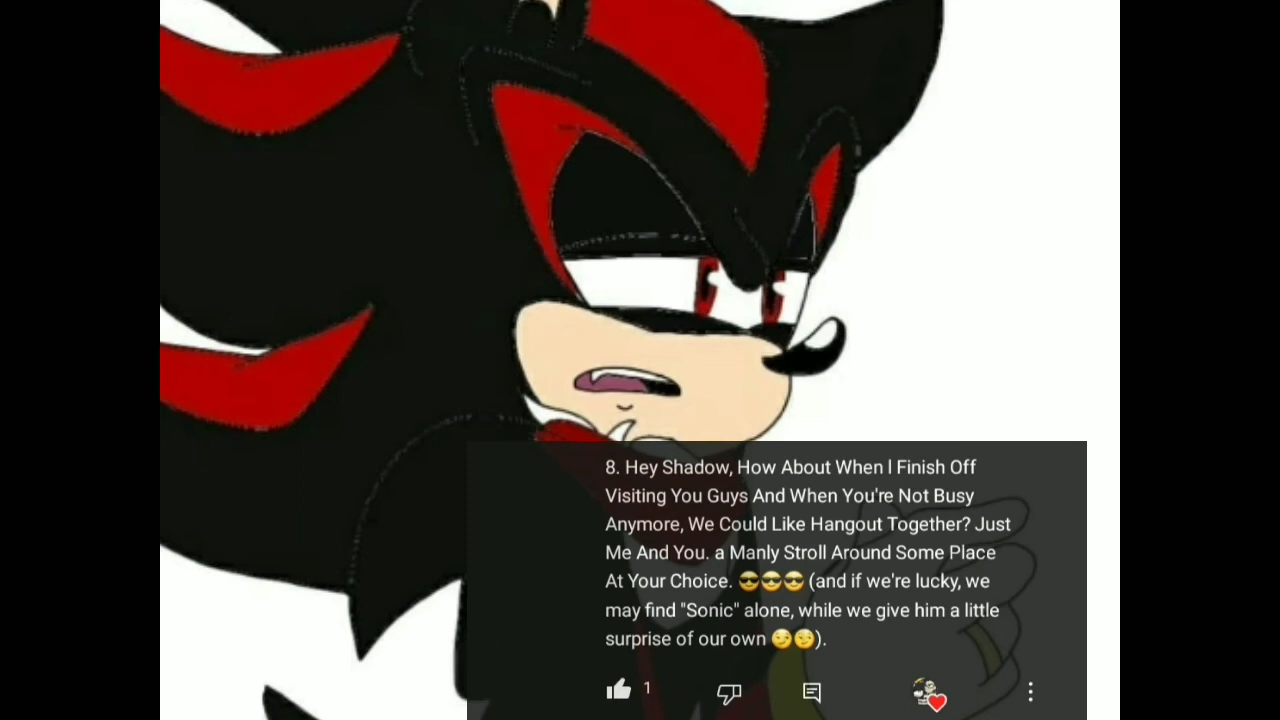 8. Hey Shadow, How About When I Finish Off
Visiting You Guys And When You're Not Busy
Anymore, We Could Like Hangout Together? Just
Me And You. a Manly Stroll Around Some Place
At Your Choice. 😎😎😎 (and if we're lucky, we
may find "Sonic" alone, while we give him a little
surprise of our own 😏😏).
1